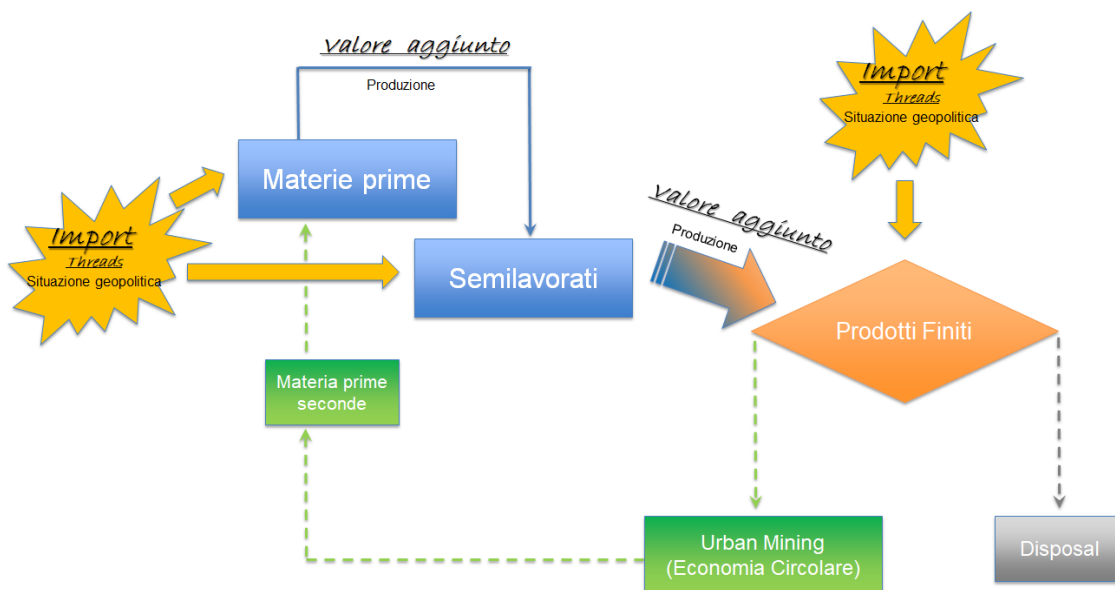 Valore aggiunto
Produzione
Import
Threads
Situazione geopolitica
Materie prime
Import
Threads
Situazione geopolitica
Valore aggiunto
Produzione
Semilavorati
Prodotti Finiti
Materia prime
seconde
Urban Mining
(Economia Circolare)
Disposal